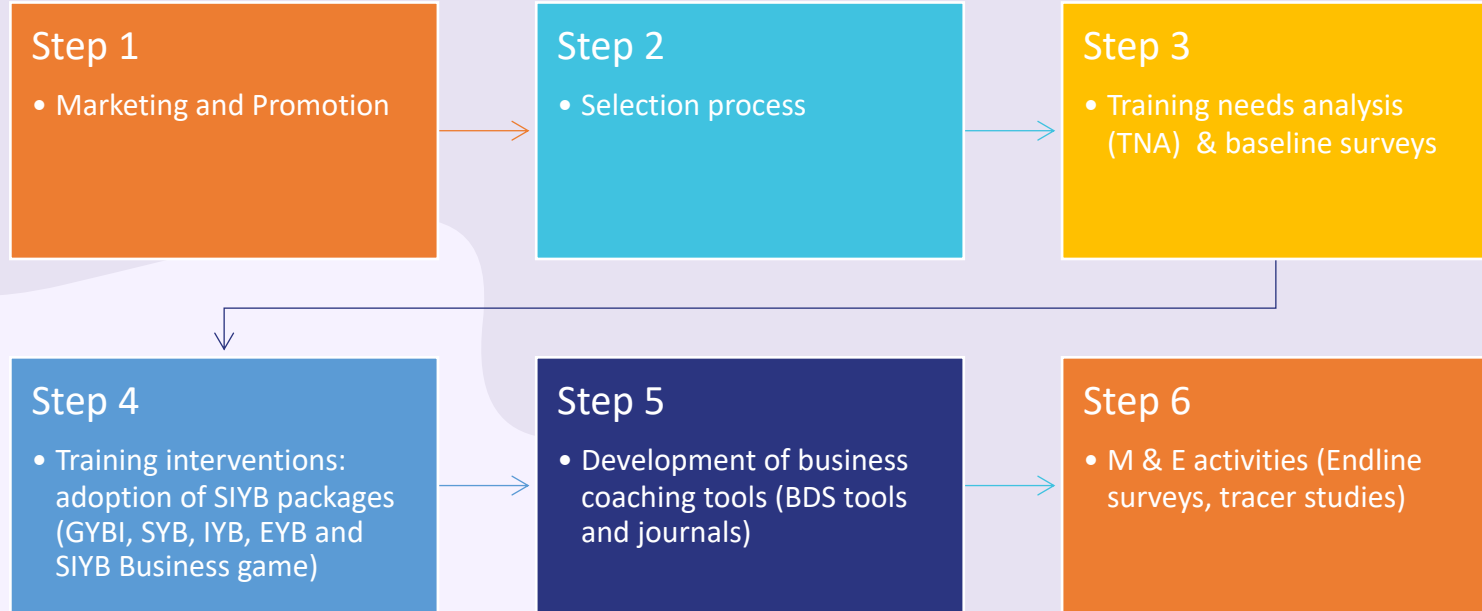 Step 1
• Marketing and Promotion
Step 2
• Selection process
Step 3
• Training needs analysis
(TNA) & baseline surveys
Step 4
• Training interventions:
adoption of SIYB packages
(GYBI, SYB, IYB, EYB and
SIYB Business game)
Step 5
• Development of business
coaching tools (BDS tools
and journals)
Step 6
• M & E activities (Endline
surveys, tracer studies)